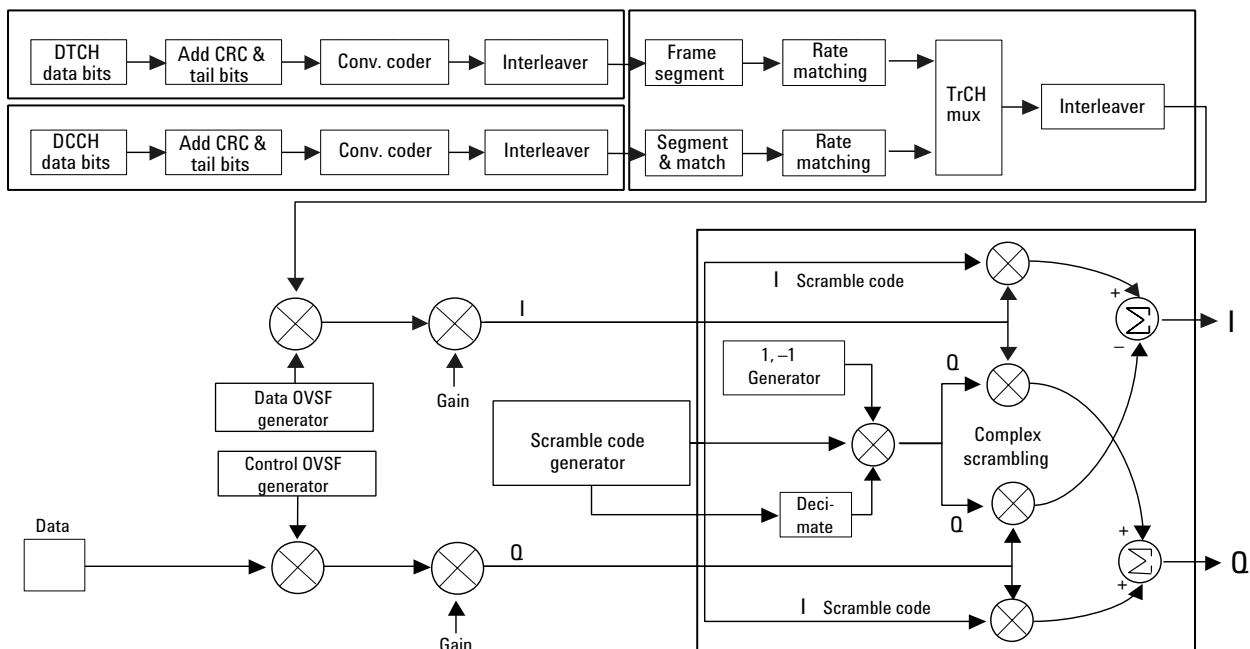 DTCH
data bits
Add CRC &
tail bits
Conv. coder
Interleaver
Frame
segment
Rate
matching
TrCH
mux
Interleaver
DCCH
data bits
Add CRC &
tail bits
Conv. coder
Interleaver
Segment
& match
Rate
matching
I Scramble code
I
+
Σ
I
–
1, –1
Generator
Q
Gain
Data OVSF
generator
Scramble code
generator
Complex
scrambling
Control OVSF
generator
Deci-
mate
Q
Data
Q
+
Σ
Q
+
I Scramble code
Gain